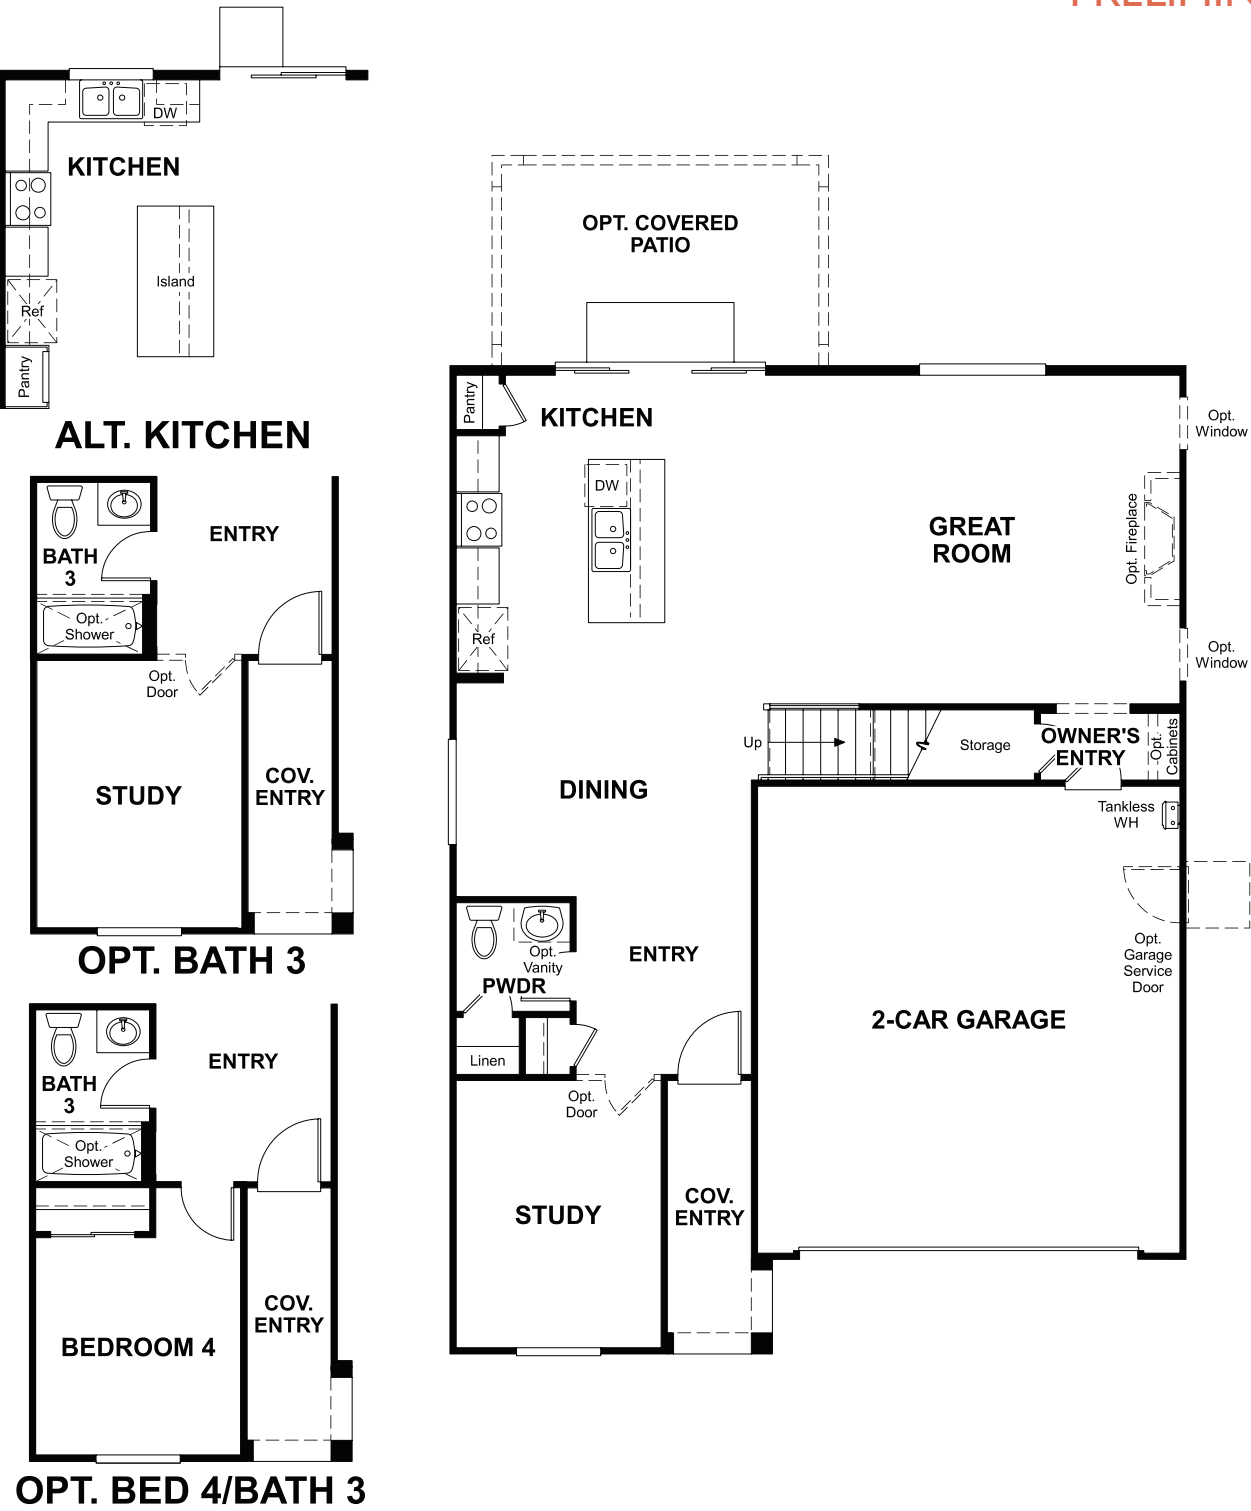 DW
KITCHEN
Island
Ref
Pantry
ALT. KITCHEN
BATH
3
ENTRY
Opt.
Shower
Opt.
Door
STUDY
COV.
ENTRY
OPT. BATH 3
BATH
3
ENTRY
Opt.
Shower
COV.
ENTRY
BEDROOM 4
OPT. BED 4/BATH 3
OPT. COVERED
PATIO
Pantry
KITCHEN
DW
Ref
GREAT
ROOM
Opt. Fireplace
Opt.
Window
Opt.
Window
Up
Storage
OWNER'S
ENTRY
Opt.
Cabinets
DINING
Tankless
WH
Opt.
Vanity
PWDR
ENTRY
Linen
Opt.
Garage
Service
Door
2-CAR GARAGE
Opt.
Door
STUDY
COV.
ENTRY